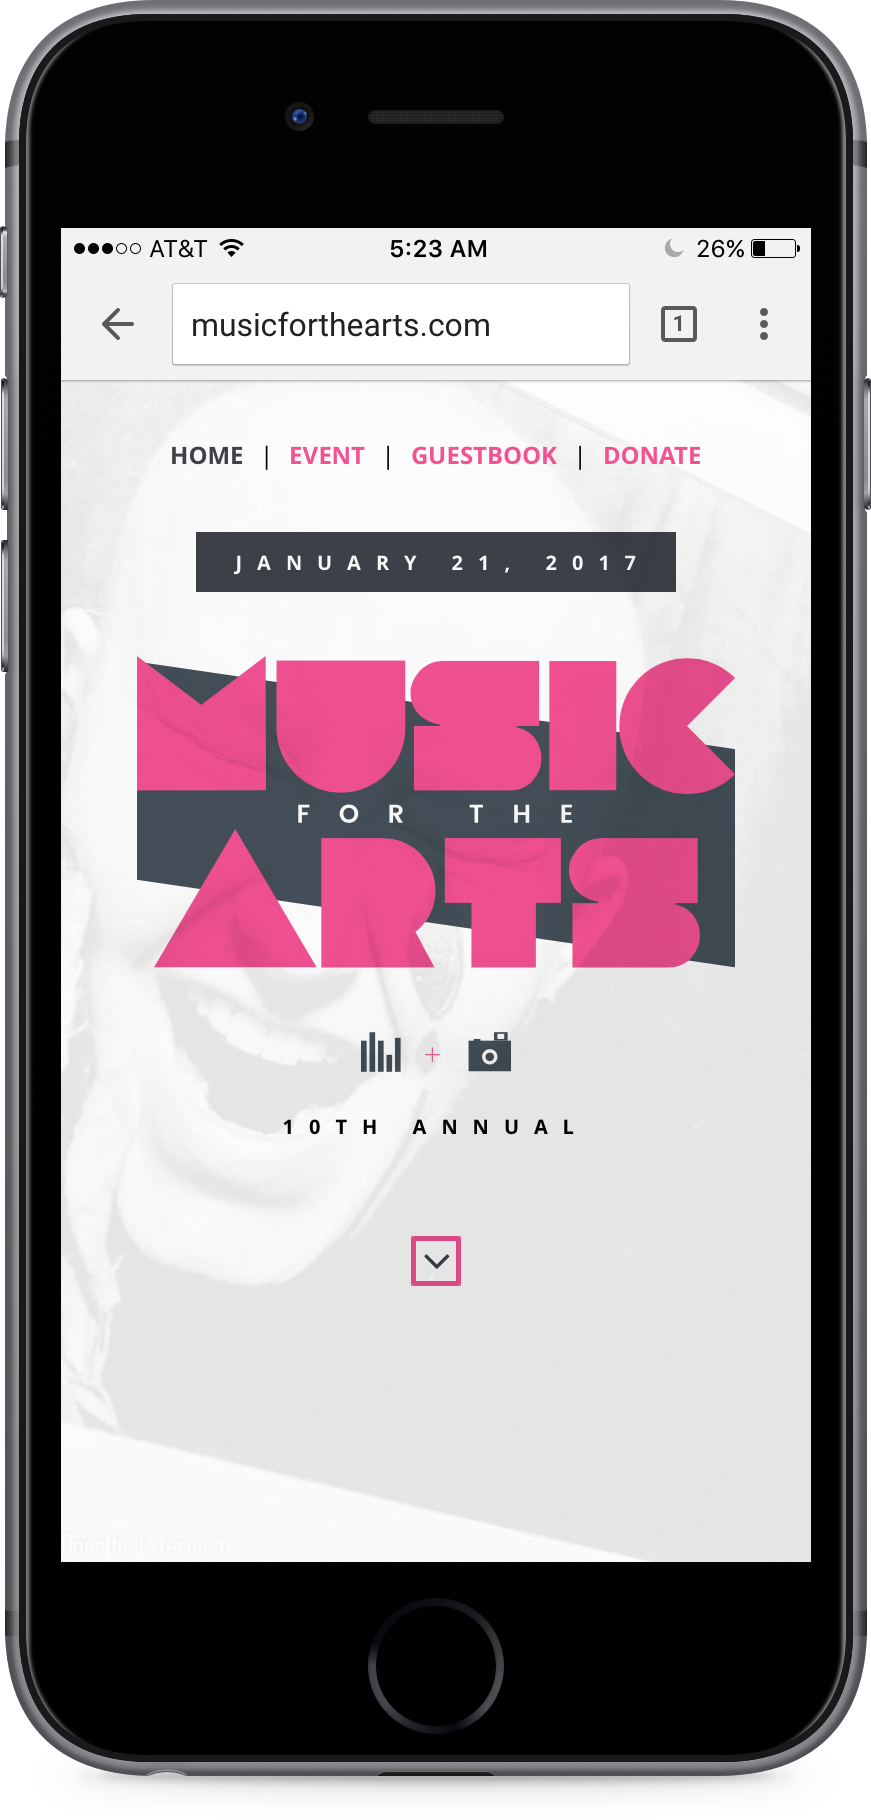 AT&T 5:23 AM 26%
musicforthearts.com 1
HOME | EVENT | GUESTBOOK | DONATE
JANUARY 21, 2017
MUSIC
FOR THE
ARTS
+
10TH ANNUAL